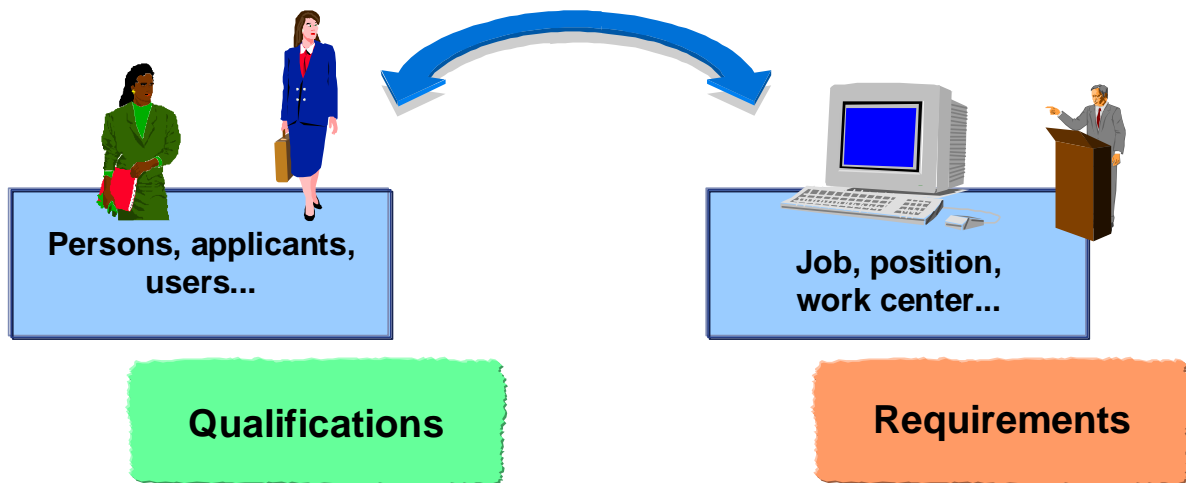 Persons, applicants,
users...
Job, position,
work center...
Qualifications
Requirements